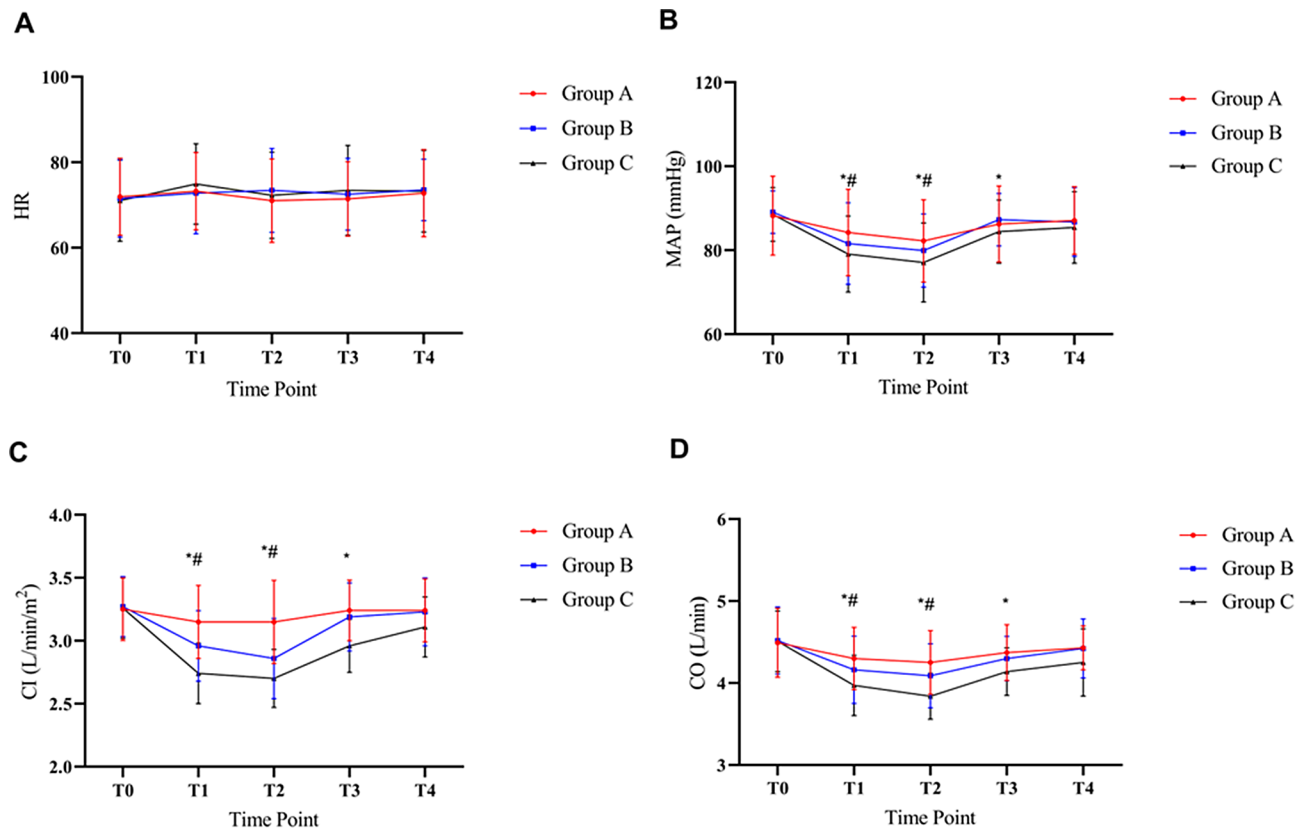 A
HR
100
80
60
40
T0 T1 T2 T3 T4
Time Point
Group A
Group B
Group C
B
MAP (mmHg)
120
100
80
60
*# *# *
T0 T1 T2 T3 T4
Time Point
Group A
Group B
Group C
C
CI (L/min/m²)
4.0
3.5
3.0
2.5
2.0
*# *# *
T0 T1 T2 T3 T4
Time Point
Group A
Group B
Group C
D
CO (L/min)
6
5
4
3
*# *# *
T0 T1 T2 T3 T4
Time Point
Group A
Group B
Group C